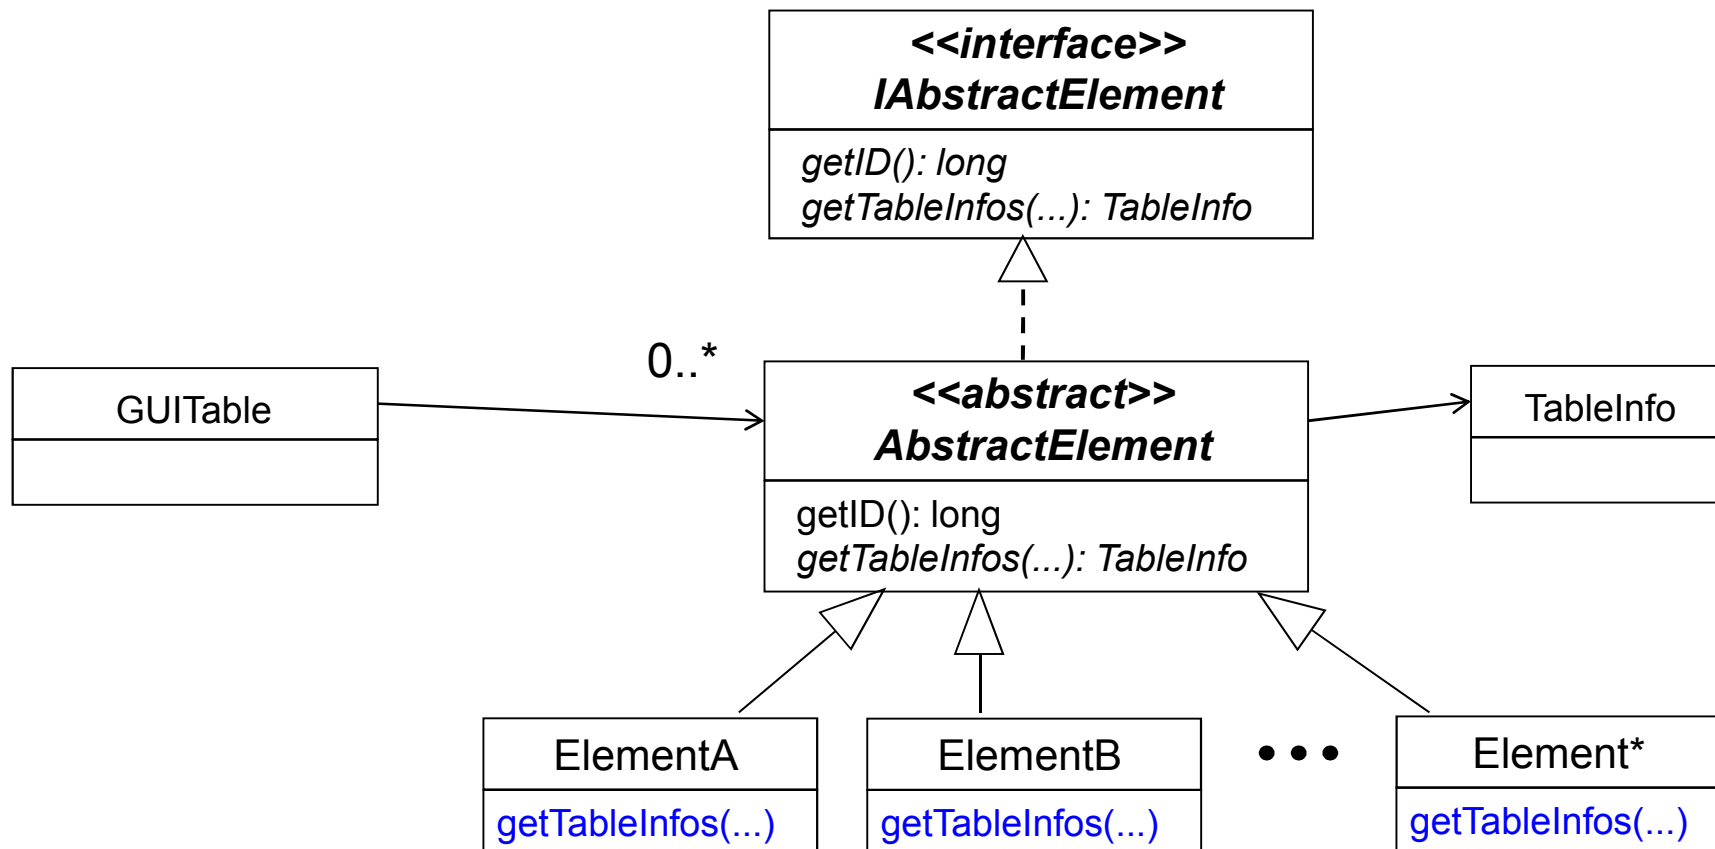 <<interface>>
IAbstractElement
getID(): long
getTableInfos(...): TableInfo
0..*
GUITable
<<abstract>>
AbstractElement
getID(): long
getTableInfos(...): TableInfo
TableInfo
ElementA
getTableInfos(...)
ElementB
getTableInfos(...)
•••
Element*
getTableInfos(...)